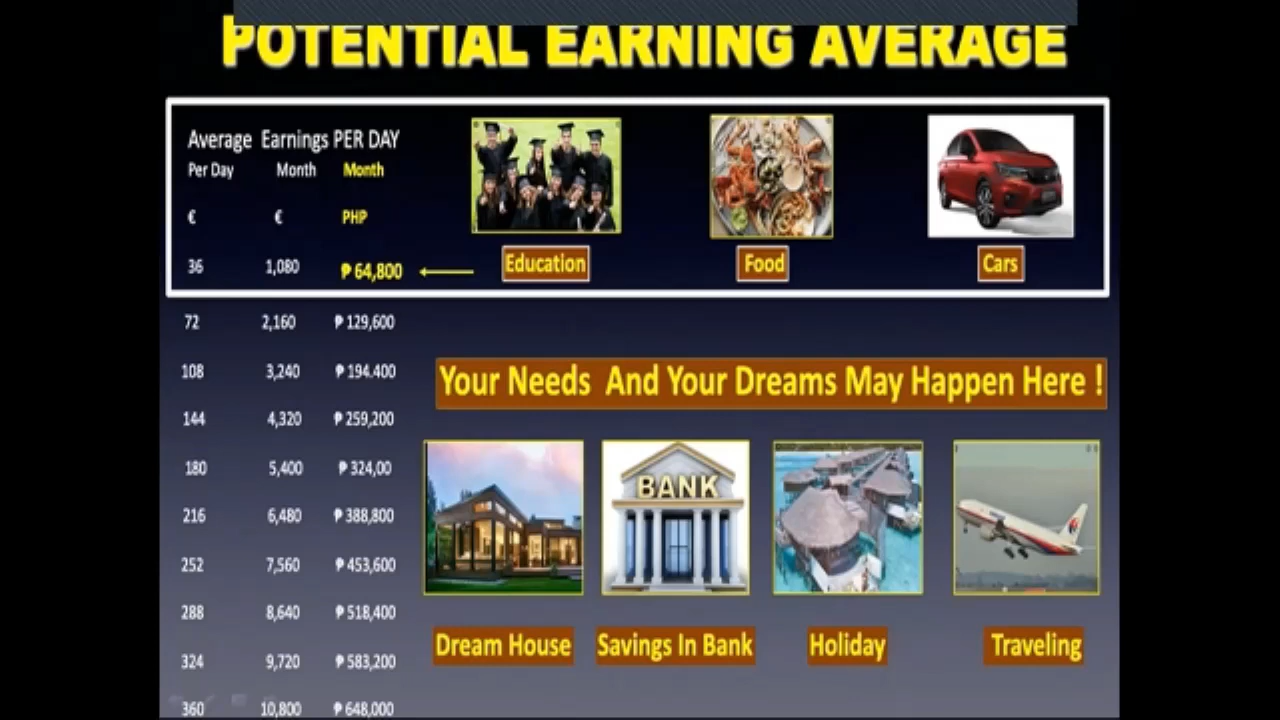 POTENTIAL EARNING AVERAGE
Average Earnings PER DAY
Per Day Month Month
€ € PHP
36 1,080 ₱ 64,800
Education Food Cars
72 2,160 ₱ 129,600
108 3,240 ₱ 194.400
Your Needs And Your Dreams May Happen Here !
144 4,320 ₱ 259,200
180 5,400 ₱ 324,00
BANK
216 6,480 ₱ 388,800
252 7,560 ₱ 453,600
288 8,640 ₱ 518,400
Dream House Savings In Bank Holiday Traveling
324 9,720 ₱ 583,200
360 10,800 ₱ 648,000